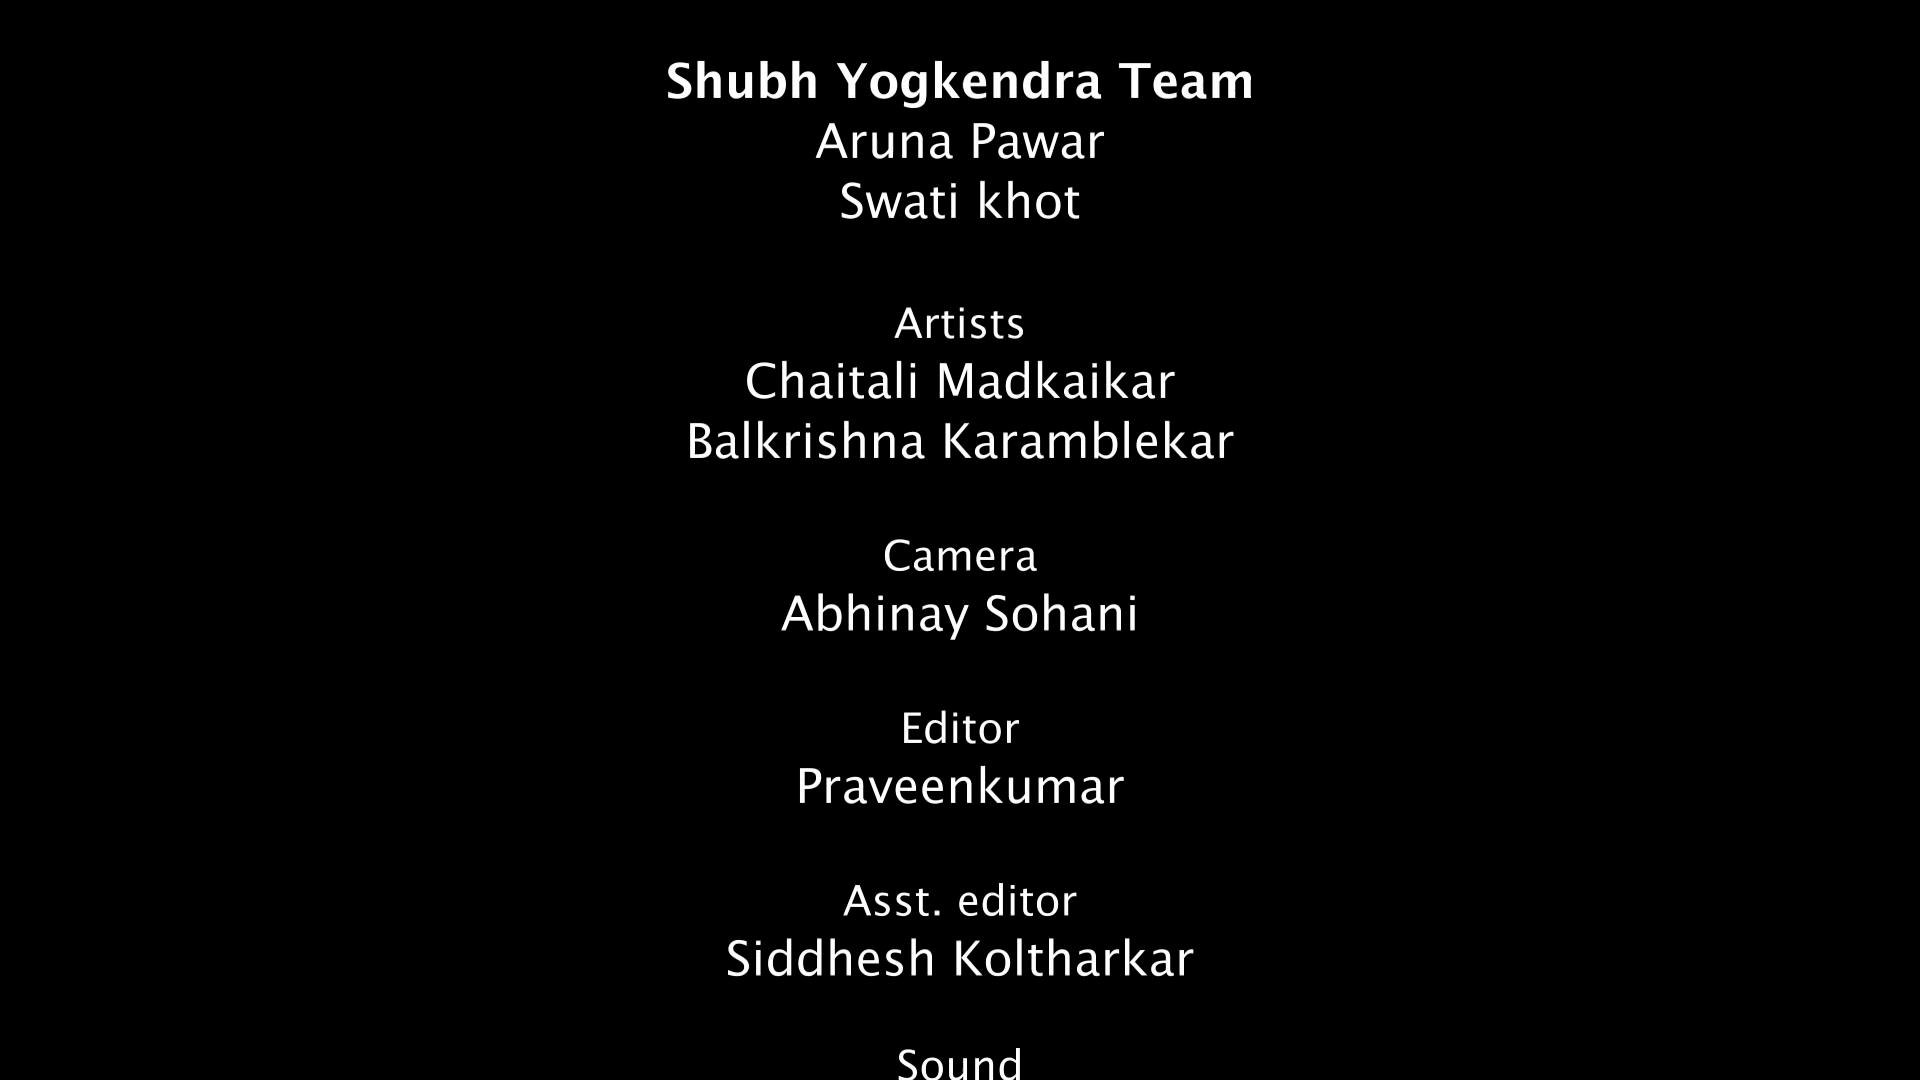 Shubh Yogkendra Team
Aruna Pawar
Swati khot
Artists
Chaitali Madkaikar
Balkrishna Karamblekar
Camera
Abhinay Sohani
Editor
Praveenkumar
Asst. editor
Siddhesh Koltharkar
Sound